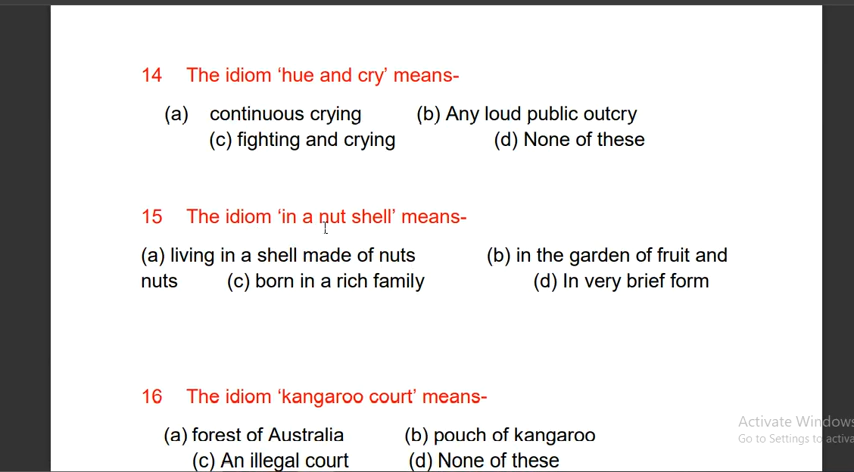 14 The idiom ‘hue and cry’ means-
(a) continuous crying (b) Any loud public outcry
(c) fighting and crying (d) None of these
15 The idiom ‘in a nut shell’ means-
(a) living in a shell made of nuts (b) in the garden of fruit and
nuts (c) born in a rich family (d) In very brief form
16 The idiom ‘kangaroo court’ means-
(a) forest of Australia (b) pouch of kangaroo
(c) An illegal court (d) None of these
Activate Windows
Go to Settings to activa